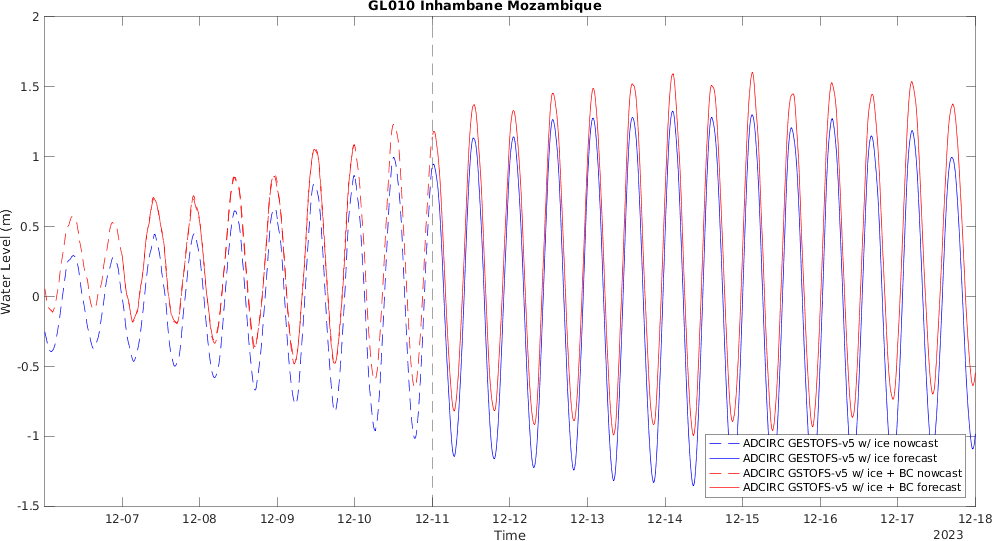 GL010 Inhambane Mozambique
2
1.5
1
0.5
0
-0.5
-1
-1.5
Water Level (m)
12-07 12-08 12-09 12-10 12-11 12-12 12-13 12-14 12-15 12-16 12-17 12-18
Time
2023
ADCIRC GESTOFS-v5 w/ ice nowcast
ADCIRC GESTOFS-v5 w/ ice forecast
ADCIRC GSTOFS-v5 w/ ice + BC nowcast
ADCIRC GSTOFS-v5 w/ ice + BC forecast